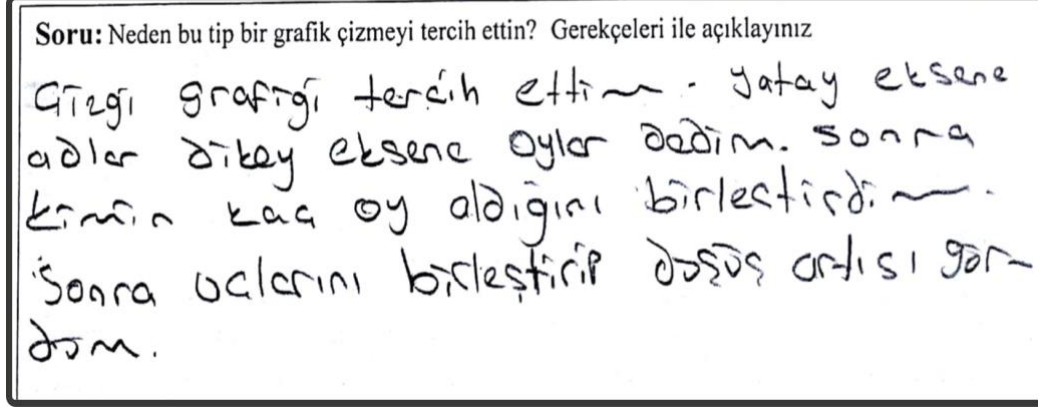 Soru: Neden bu tip bir grafik çizmeyi tercih ettin? Gerekçeleri ile açıklayınız
Çizgi grafiği tercih ettim. yatay eksene
adlar dikey eksene oylar dedim. sonra
kimin kaç oy aldığını birleştirdim.
Sonra uclarını birleştirip düşüş artışı gör-
düm.